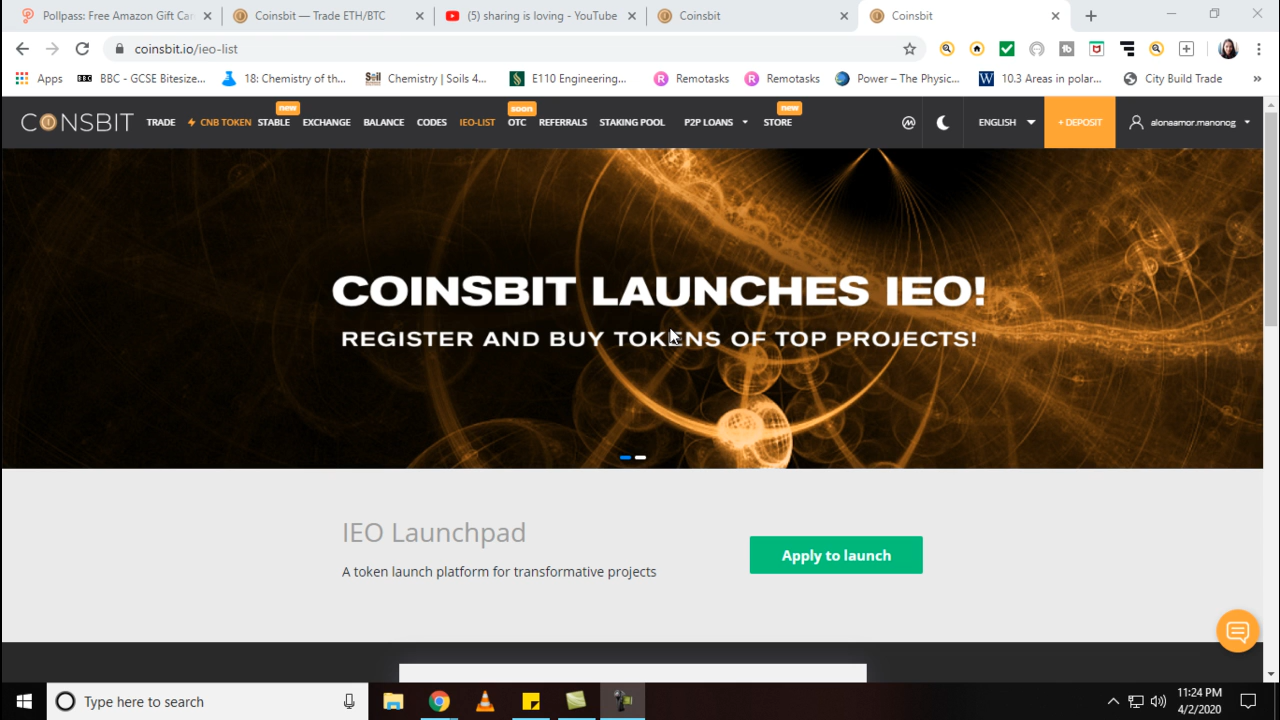 Pollpass: Free Amazon Gift Car
Coinsbit — Trade ETH/BTC
(5) sharing is loving - YouTube
Coinsbit
Coinsbit
coinsbit.io/ieo-list
Apps
BBC - GCSE Bitesize...
18: Chemistry of th...
Chemistry | Soils 4...
E110 Engineering...
Remotasks
Remotasks
Power – The Physic...
10.3 Areas in polar...
City Build Trade
»
new
soon
new
COINSBIT
TRADE
CNB TOKEN
STABLE
EXCHANGE
BALANCE
CODES
IEO-LIST
OTC
REFERRALS
STAKING POOL
P2P LOANS
STORE
ENGLISH
+ DEPOSIT
alonaamor.manonog
COINSBIT LAUNCHES IEO!
REGISTER AND BUY TOKENS OF TOP PROJECTS!
IEO Launchpad
A token launch platform for transformative projects
Apply to launch
Type here to search
11:24 PM
4/2/2020